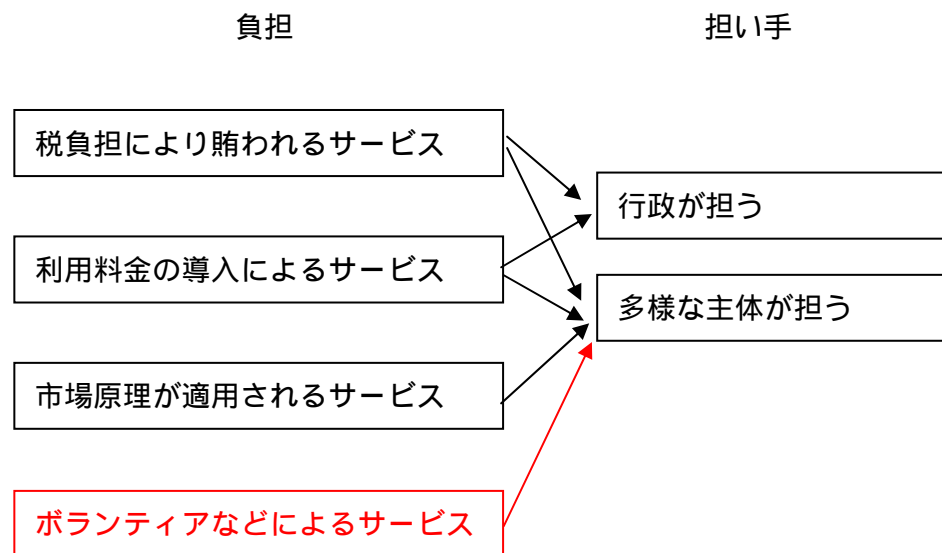 負担
担い手
税負担により賄われるサービス
行政が担う
利用料金の導入によるサービス
多様な主体が担う
市場原理が適用されるサービス
ボランティアなどによるサービス